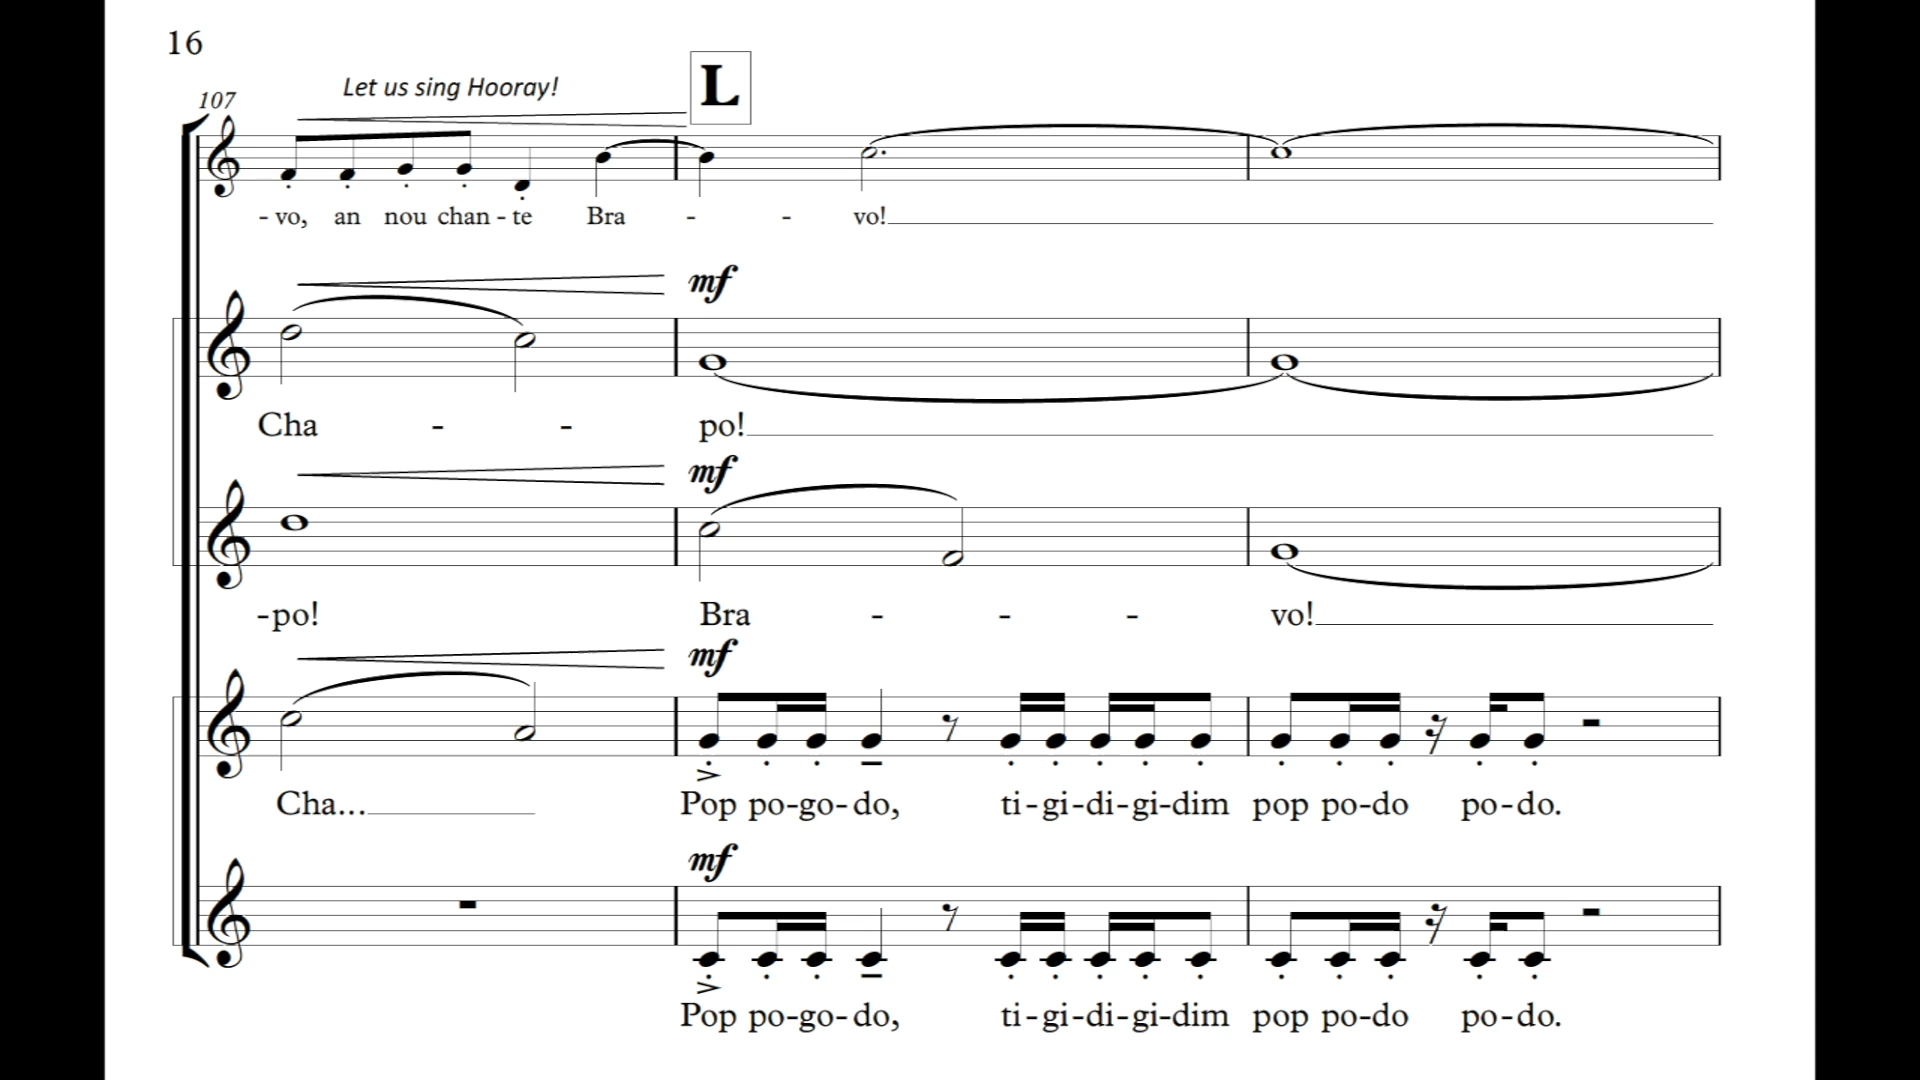 16
107
Let us sing Hooray!
L
- vo, an nou chan - te Bra - - vo!
mf
Cha - - po!
mf
-po! Bra - - - vo!
mf
Cha... Pop po-go-do, ti-gi-di-gi-dim pop po-do po-do.
mf
Pop po-go-do, ti-gi-di-gi-dim pop po-do po-do.